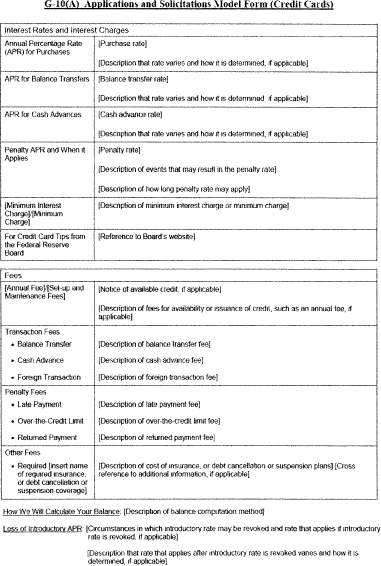 G-10(A) Applications and Solicitations Model Form (Credit Cards)
Interest Rates and interest Charges
Annual Percentage Rate
(APR) for Purchases
[Purchase rate]
[Description that rate varies and how it is determined, if applicable]
APR for Balance Transfers
[Balance transfer rate]
[Description that rate varies and how it is determined, if applicable]
APR for Cash Advances
[Cash advance rate]
[Description that rate varies and how it is determined, if applicable]
Penalty APR and When it
Applies
[Penalty rate]
[Description of events that may result in the penalty rate]
[Description of how long penalty rate may apply]
[Minimum Interest
Charge]/[Minimum
Charge]
[Description of minimum interest charge or minimum charge]
For Credit Card Tips from
the Federal Reserve
Board
[Reference to Board's website]
Fees
[Annual Fee]/[Set-up and
Maintenance Fees]
[Notice of available credit, if applicable]
[Description of fees for availability or issuance of credit, such as an annual fee, if
applicable]
Transaction Fees
• Balance Transfer
[Description of balance transfer fee]
• Cash Advance
[Description of cash advance fee]
• Foreign Transaction
[Description of foreign transaction fee]
Penalty Fees
• Late Payment
[Description of late payment fee]
• Over-the-Credit Limit
[Description of over-the-credit limit fee]
• Returned Payment
[Description of returned payment fee]
Other Fees
• Required [insert name
of required insurance,
or debt cancellation or
suspension coverage]
[Description of cost of insurance, or debt cancellation or suspension plans] [Cross
reference to additional information, if applicable]
How We Will Calculate Your Balance: [Description of balance computation method]
Loss of Introductory APR: [Circumstances in which introductory rate may be revoked and rate that applies if introductory
rate is revoked, if applicable]
[Description that rate that applies after introductory rate is revoked varies and how it is
determined, if applicable]